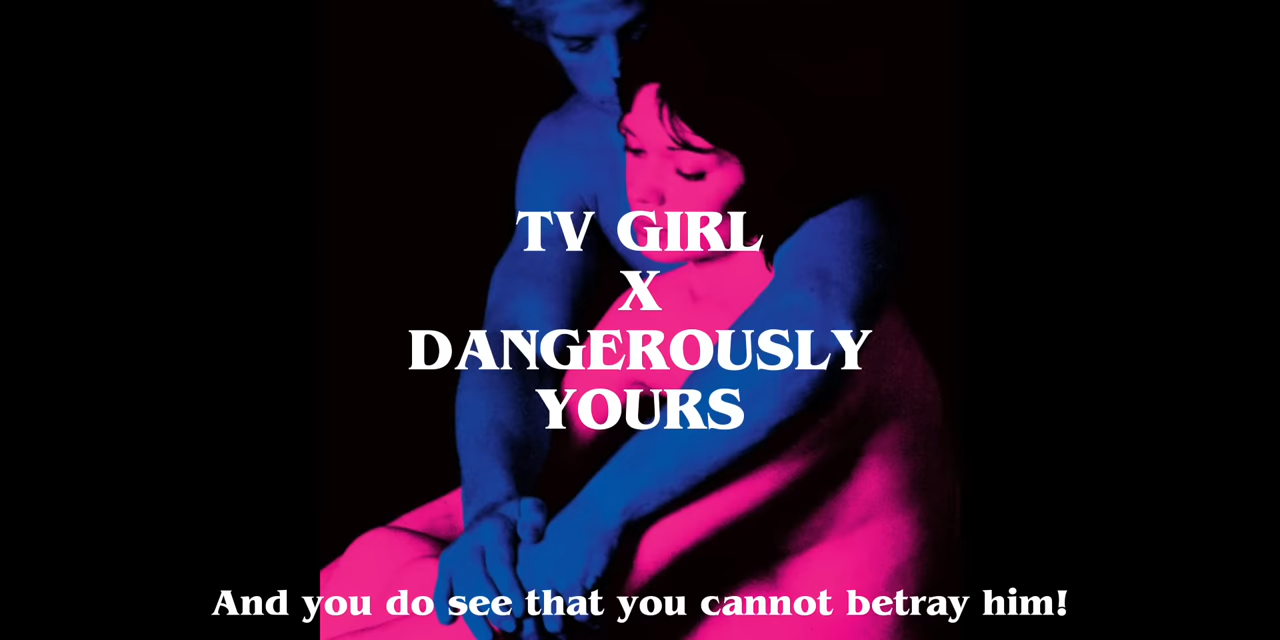 TV GIRL
X
DANGEROUSLY
YOURS
And you do see that you cannot betray him!